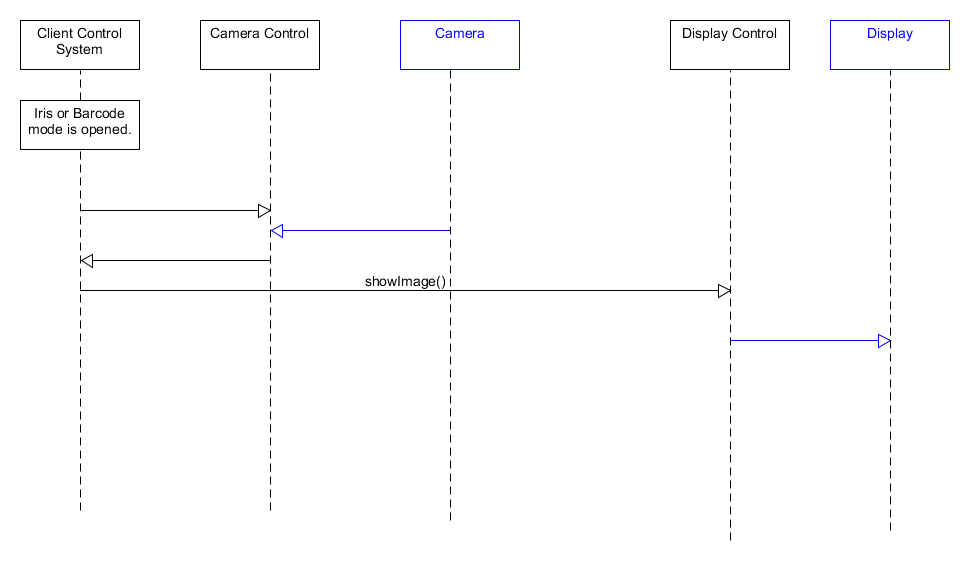 Client Control
System
Camera Control
Camera
Display Control
Display
Iris or Barcode
mode is opened.
showImage()